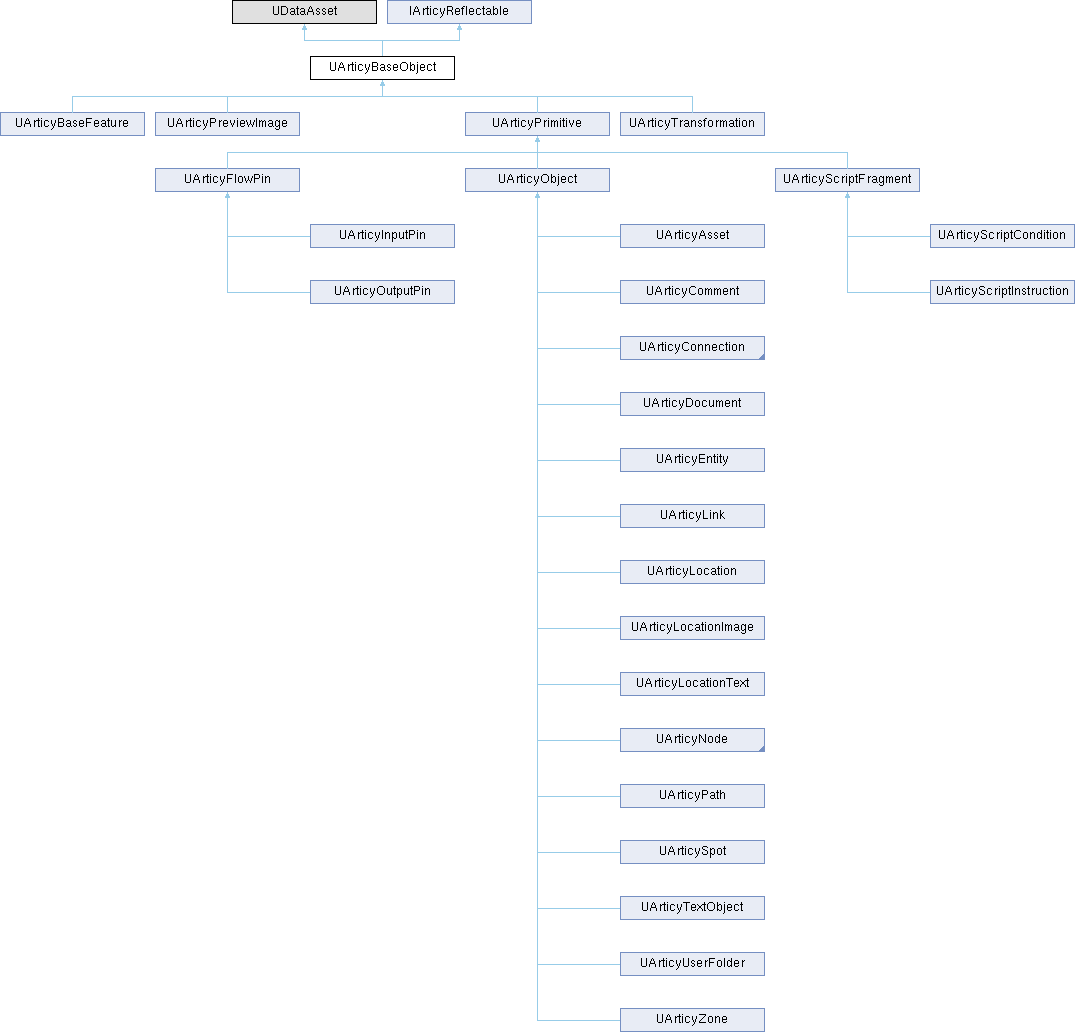 UDataAsset
IArticyReflectable
UArticyBaseObject
UArticyBaseFeature
UArticyPreviewImage
UArticyPrimitive
UArticyTransformation
UArticyFlowPin
UArticyObject
UArticyScriptFragment
UArticyInputPin
UArticyAsset
UArticyScriptCondition
UArticyOutputPin
UArticyComment
UArticyScriptInstruction
UArticyConnection
UArticyDocument
UArticyEntity
UArticyLink
UArticyLocation
UArticyLocationImage
UArticyLocationText
UArticyNode
UArticyPath
UArticySpot
UArticyTextObject
UArticyUserFolder
UArticyZone